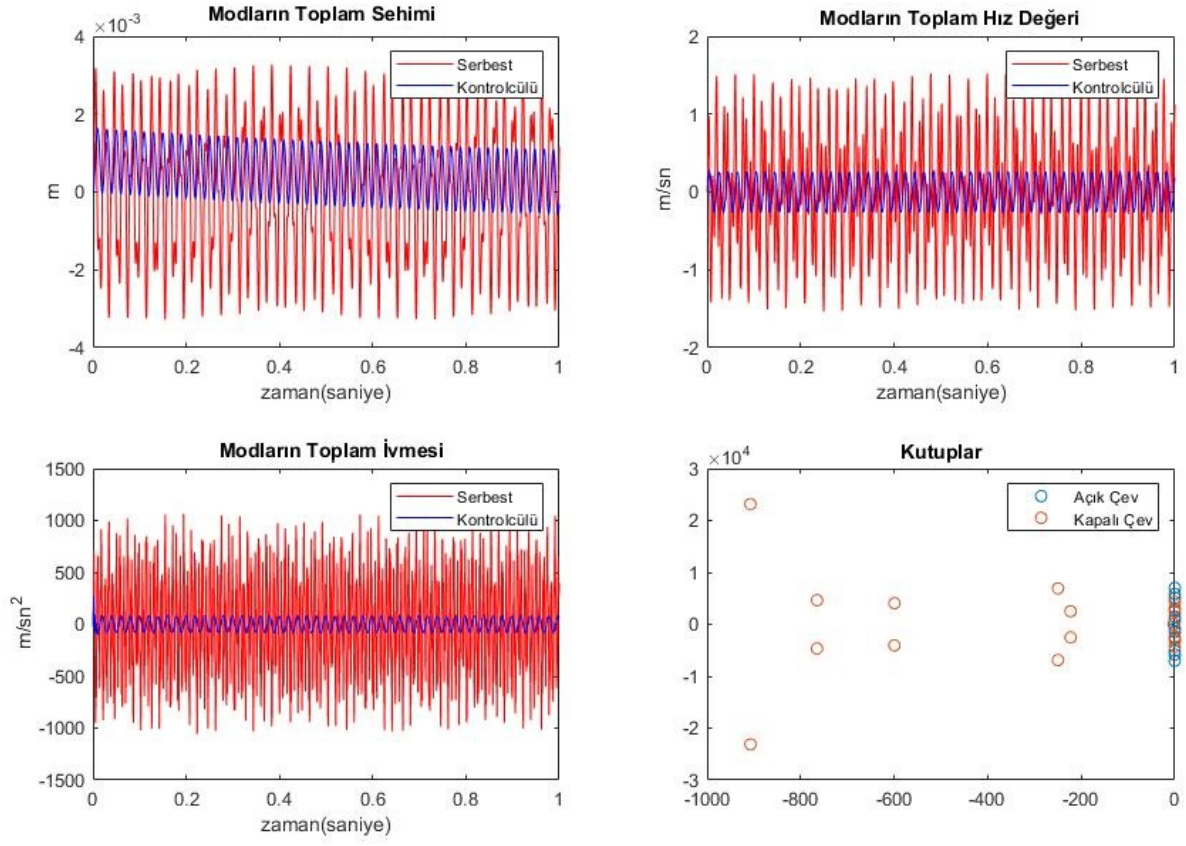 Modların Toplam Sehimi
×10⁻³
4
2
0
-2
-4
m
0 0.2 0.4 0.6 0.8 1
zaman(saniye)
Serbest
Kontrolcülü
Modların Toplam Hız Değeri
2
1
0
-1
-2
m/sn
0 0.2 0.4 0.6 0.8 1
zaman(saniye)
Serbest
Kontrolcülü
Modların Toplam İvmesi
1500
1000
500
0
-500
-1000
-1500
m/sn²
0 0.2 0.4 0.6 0.8 1
zaman(saniye)
Serbest
Kontrolcülü
Kutuplar
×10⁴
3
2
1
0
-1
-2
-3
-1000 -800 -600 -400 -200 0
Açık Çev
Kapalı Çev